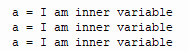 a = I am inner variable
a = I am inner variable
a = I am inner variable